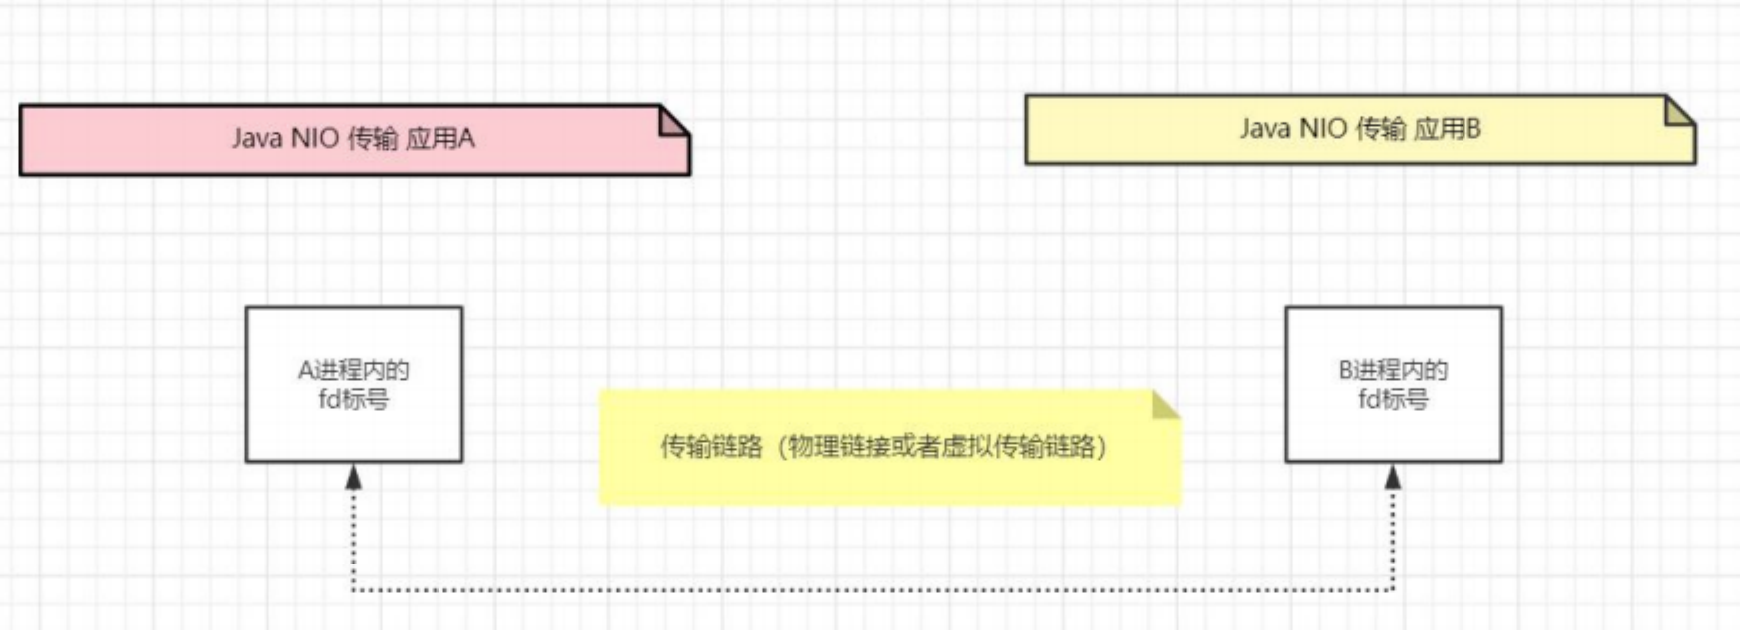 Java NIO 传输 应用A
Java NIO 传输 应用B
A进程内的
fd标号
B进程内的
fd标号
传输链路（物理链接或者虚拟传输链路）